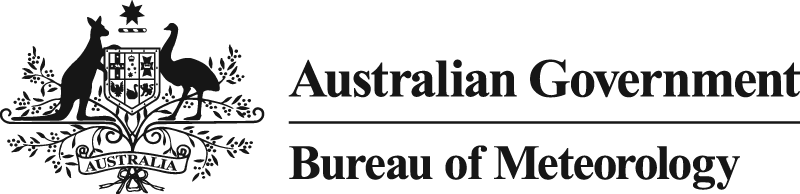 Australian Government
Bureau of Meteorology
AUSTRALIA